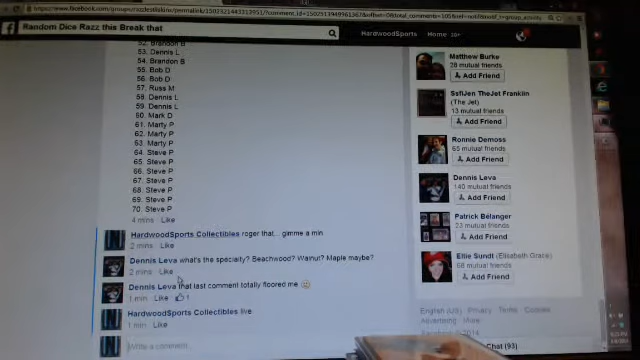 Random Dice Razz this Break that
HardwoodSports Home
52. Brandon B
53. Dennis L
54. Brandon B
55. Bob D
56. Bob D
57. Russ M
58. Dennis L
59. Dennis L
60. Mark D
61. Marty P
62. Marty P
63. Marty P
64. Steve P
65. Steve P
66. Steve P
67. Steve P
68. Steve P
69. Steve P
70. Steve P
4 mins Like
HardwoodSports Collectibles roger that... gimme a min
2 mins Like
Dennis Leva what's the specialty? Beachwood? Walnut? Maple maybe?
2 mins Like
Dennis Leva that last comment totally floored me
1 min Like 1
HardwoodSports Collectibles live
1 min Like
Write a comment...
Matthew Burke
28 mutual friends
Add Friend
(The Jet)
13 mutual friends
Add Friend
Ronnie Demoss
65 mutual friends
Add Friend
Dennis Leva
140 mutual friends
Add Friend
Patrick Bélanger
23 mutual friends
Add Friend
Ellie Sundt (Elisabeth Grace)
68 mutual friends
Add Friend
English (US) Privacy Terms Cookies
Advertising More
Facebook © 2014
Chat (93)